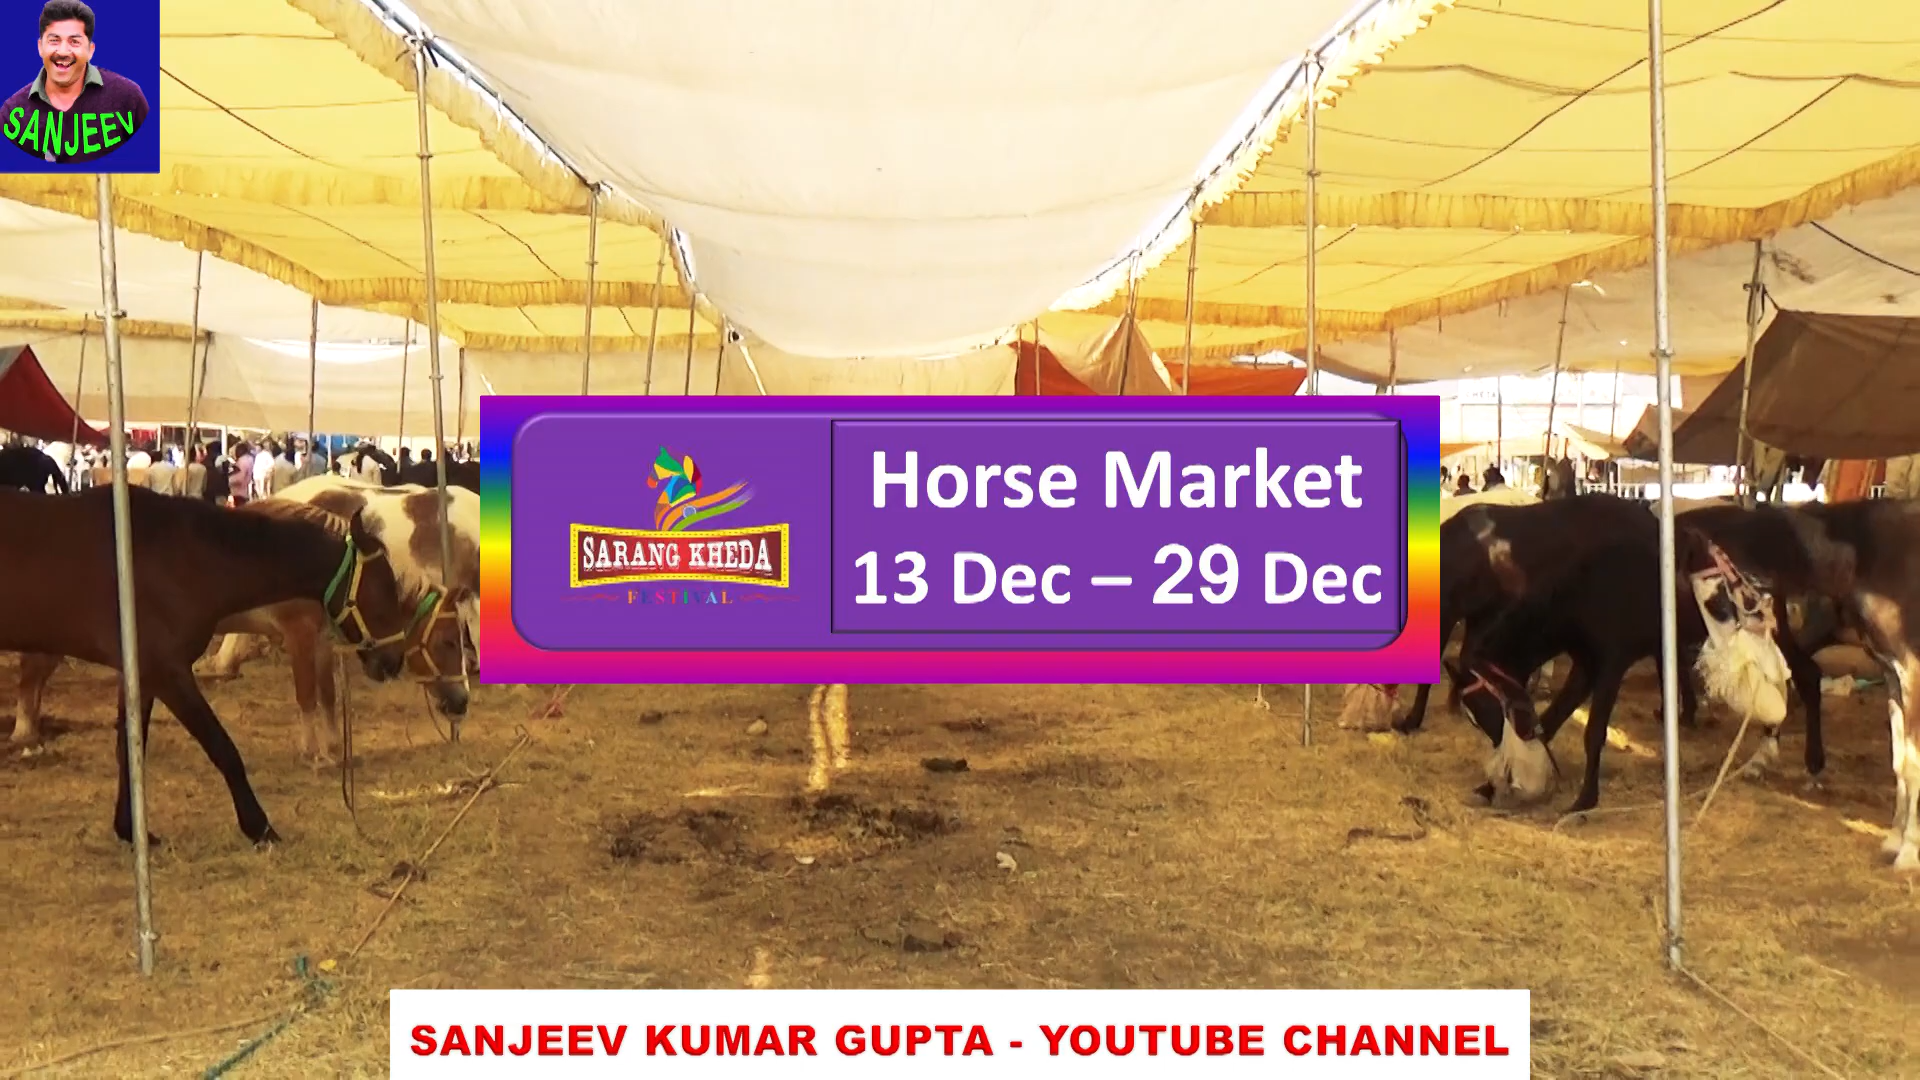 SANJEEV
Horse Market
SARANG KHEDA
FESTIVAL
13 Dec – 29 Dec
SANJEEV KUMAR GUPTA - YOUTUBE CHANNEL